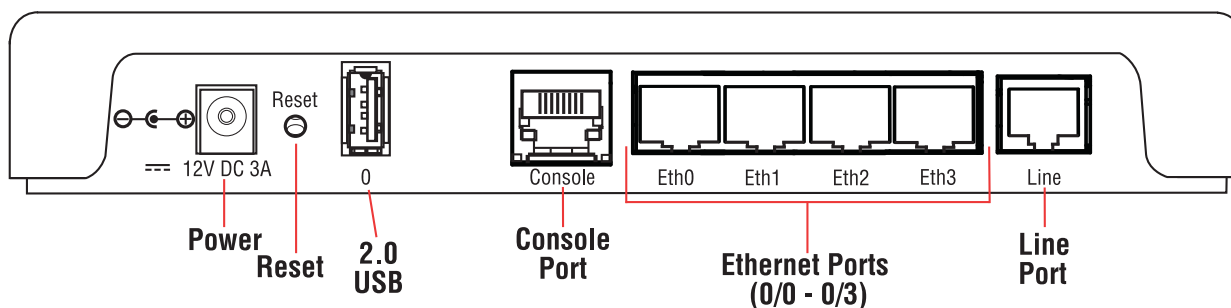 Reset
12V DC 3A
0
Console
Eth0 Eth1 Eth2 Eth3
Line
Power
Reset
2.0
USB
Console
Port
Ethernet Ports
(0/0 - 0/3)
Line
Port